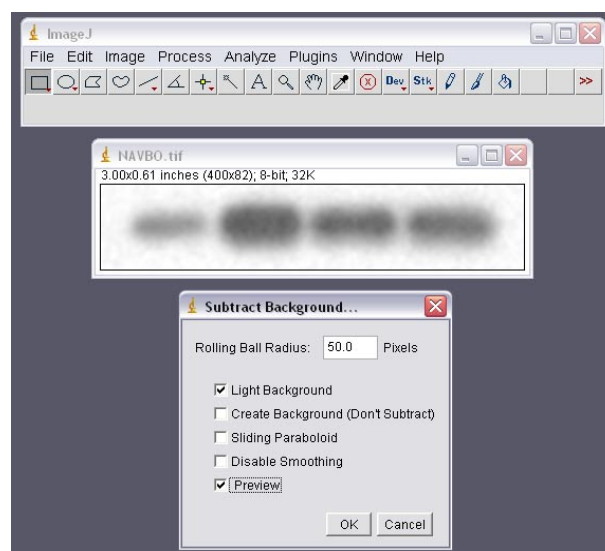 ImageJ
File Edit Image Process Analyze Plugins Window Help
A Dev Stk >>
NAVBO.tif
3.00x0.61 inches (400x82); 8-bit; 32K
Subtract Background...
Rolling Ball Radius: 50.0 Pixels
Light Background
Create Background (Don't Subtract)
Sliding Paraboloid
Disable Smoothing
Preview
OK Cancel